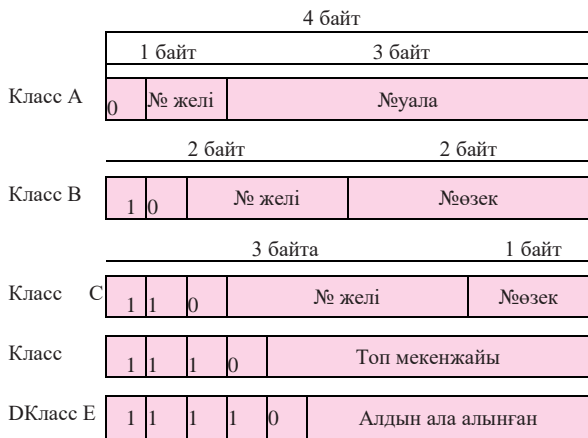 4 байт
1 байт 3 байт
Класс А 0 № желі №уала
2 байт 2 байт
Класс В 1 0 № желі №өзек
3 байта 1 байт
Класс С 1 1 0 № желі №өзек
Класс 1 1 1 0 Топ мекенжайы
DКласс Е 1 1 1 1 0 Алдын ала алынған